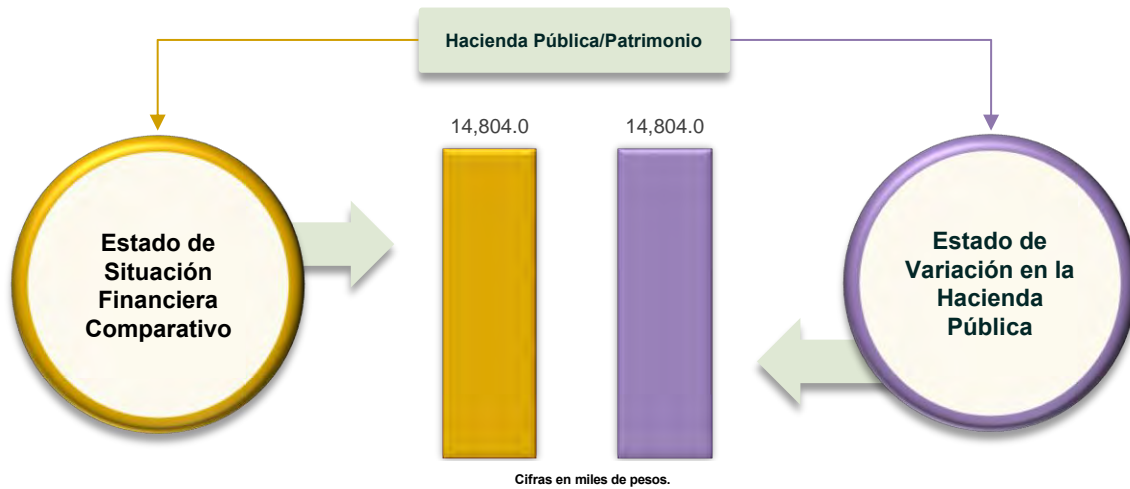 Hacienda Pública/Patrimonio
14,804.0
14,804.0
Estado de
Situación
Financiera
Comparativo
Estado de
Variación en la
Hacienda
Pública
Cifras en miles de pesos.